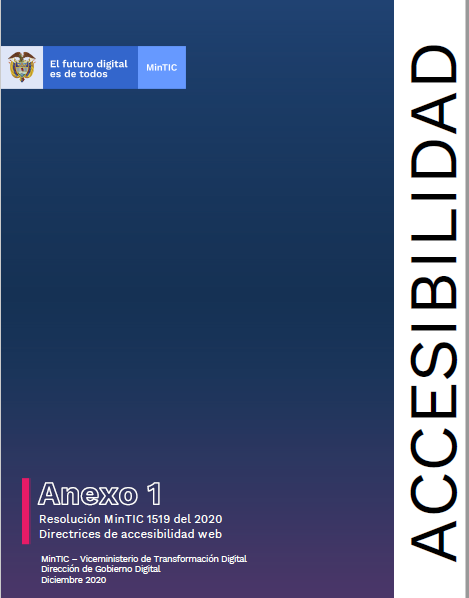 El futuro digital
es de todos
MinTIC
ACCESIBILIDAD
Anexo 1
Resolución MinTIC 1519 del 2020
Directrices de accesibilidad web
MinTIC – Viceministerio de Transformación Digital
Dirección de Gobierno Digital
Diciembre 2020